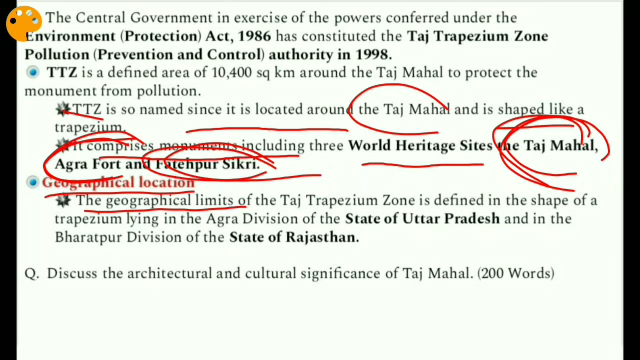 The Central Government in exercise of the powers conferred under the
Environment (Protection) Act, 1986 has constituted the Taj Trapezium Zone
Pollution (Prevention and Control) authority in 1998.
TTZ is a defined area of 10,400 sq km around the Taj Mahal to protect the
monument from pollution.
TTZ is so named since it is located around the Taj Mahal and is shaped like a
trapezium.
It comprises monuments including three World Heritage Sites the Taj Mahal,
Agra Fort and Fatehpur Sikri.
Geographical location
The geographical limits of the Taj Trapezium Zone is defined in the shape of a
trapezium lying in the Agra Division of the State of Uttar Pradesh and in the
Bharatpur Division of the State of Rajasthan.
Q. Discuss the architectural and cultural significance of Taj Mahal. (200 Words)